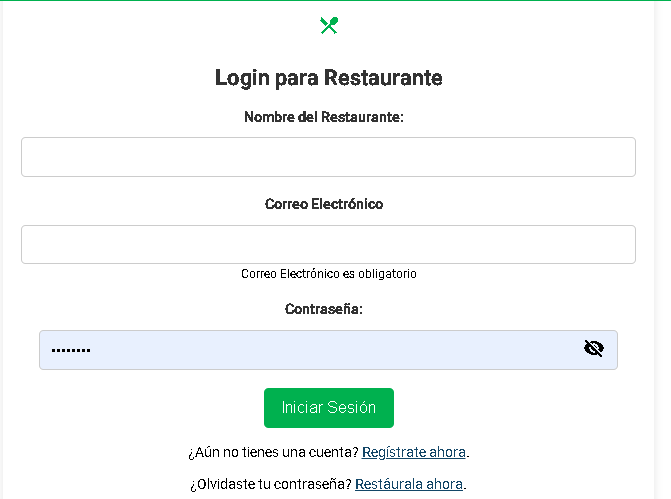 Login para Restaurante
Nombre del Restaurante:
Correo Electrónico
Correo Electrónico es obligatorio
Contraseña:
••••••••
Iniciar Sesión
¿Aún no tienes una cuenta? Regístrate ahora.
¿Olvidaste tu contraseña? Restáurala ahora.